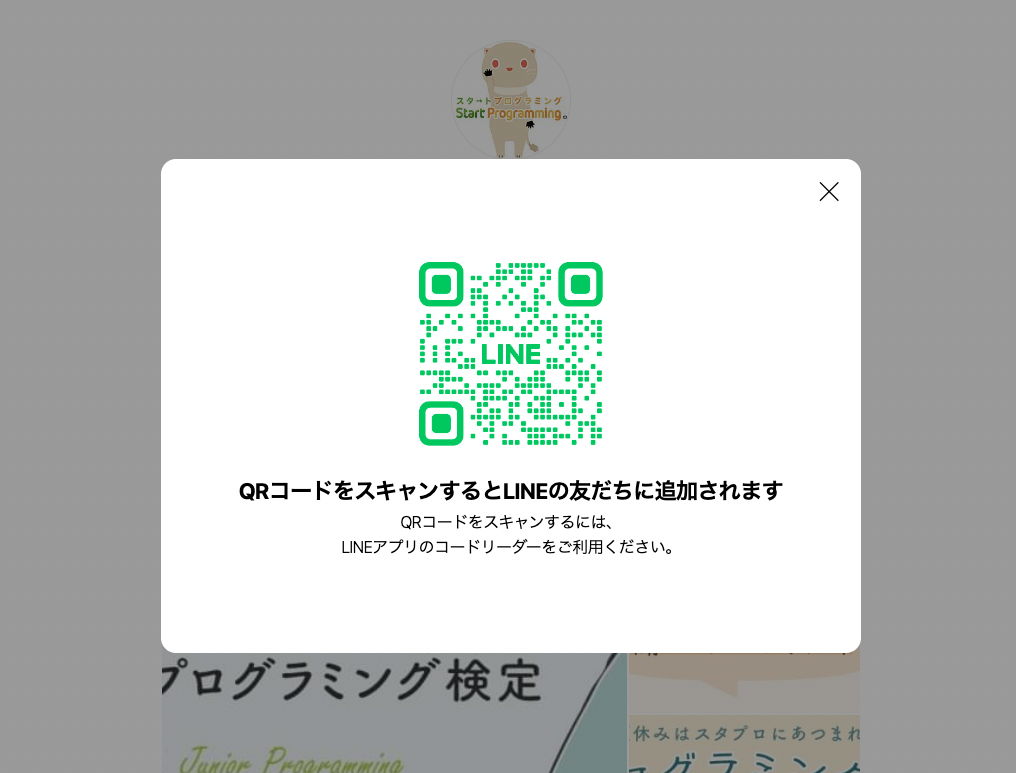 スタートプログラミング
Start Programming。
LINE
QRコードをスキャンするとLINEの友だちに追加されます
QRコードをスキャンするには、
LINEアプリのコードリーダーをご利用ください。
プログラミング検定
Junior Programming
休みはスタプロにあつまれ
グラミング